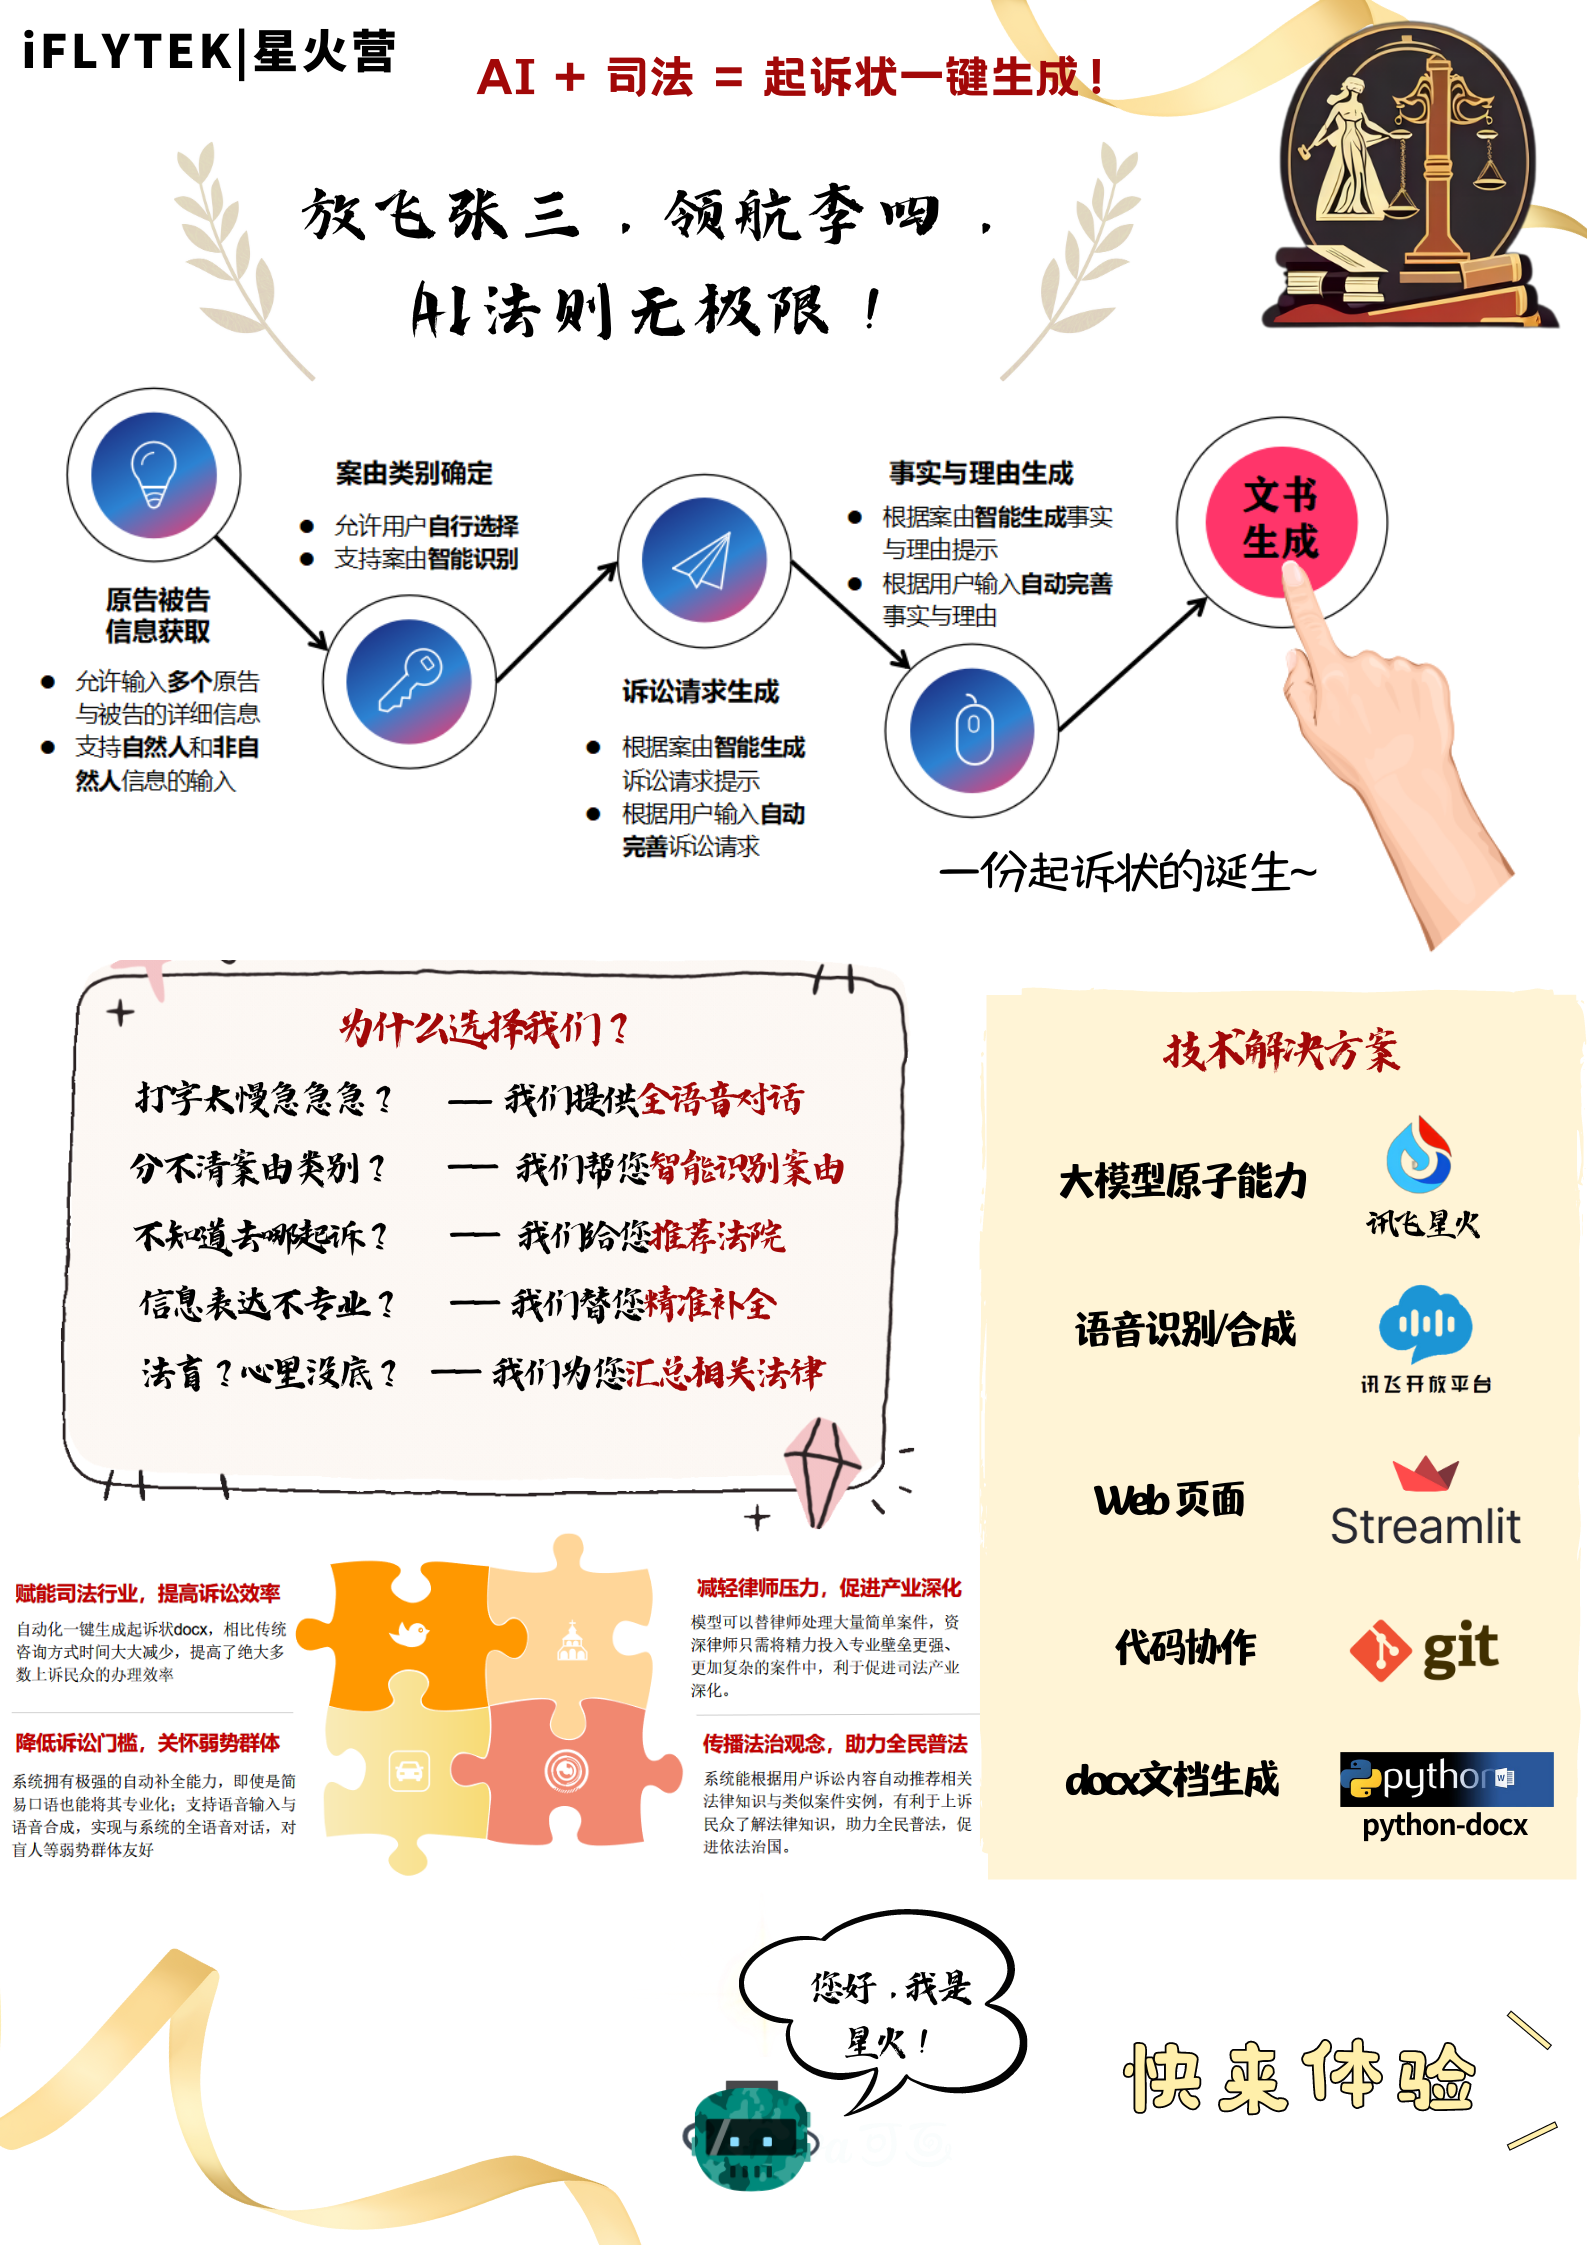 iFLYTEK|星火营
AI + 司法 = 起诉状一键生成！
放飞张三，领航李四，
AI法则无极限！
原告被告
信息获取
● 允许输入多个原告
与被告的详细信息
● 支持自然人和非自
然人信息的输入
案由类别确定
● 允许用户自行选择
● 支持案由智能识别
诉讼请求生成
● 根据案由智能生成
诉讼请求提示
● 根据用户输入自动
完善诉讼请求
事实与理由生成
● 根据案由智能生成事实
与理由提示
● 根据用户输入自动完善
事实与理由
文书
生成
一份起诉状的诞生~
为什么选择我们？
打字太慢急急急？ — 我们提供全语音对话
分不清案由类别？ — 我们帮您智能识别案由
不知道去哪起诉？ — 我们给您推荐法院
信息表达不专业？ — 我们替您精准补全
法盲？心里没底？ — 我们为您汇总相关法律
技术解决方案
大模型原子能力
讯飞星火
语音识别/合成
讯飞开放平台
Web 页面
Streamlit
代码协作
git
docx文档生成
python
python-docx
赋能司法行业，提高诉讼效率
自动化一键生成起诉状docx，相比传统
咨询方式时间大大减少，提高了绝大多
数上诉民众的办理效率
降低诉讼门槛，关怀弱势群体
系统拥有极强的自动补全能力，即使是简
易口语也能将其专业化；支持语音输入与
语音合成，实现与系统的全语音对话，对
盲人等弱势群体友好
减轻律师压力，促进产业深化
模型可以替律师处理大量简单案件，资
深律师只需将精力投入专业壁垒更强、
更加复杂的案件中，利于促进司法产业
深化。
传播法治观念，助力全民普法
系统能根据用户诉讼内容自动推荐相关
法律知识与类似案件实例，有利于上诉
民众了解法律知识，助力全民普法，促
进依法治国。
您好，我是
星火！
快来体验